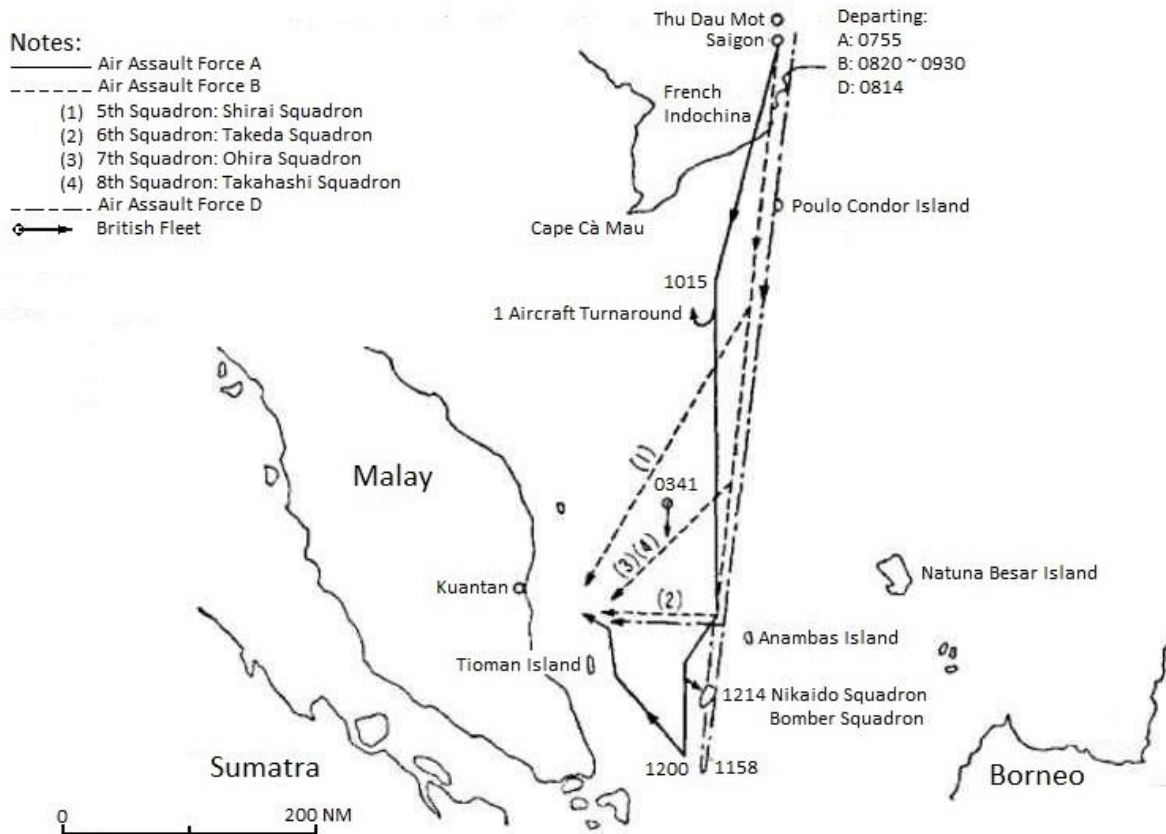 Notes:
Air Assault Force A
Air Assault Force B
(1) 5th Squadron: Shirai Squadron
(2) 6th Squadron: Takeda Squadron
(3) 7th Squadron: Ohira Squadron
(4) 8th Squadron: Takahashi Squadron
Air Assault Force D
British Fleet
Thu Dau Mot
Saigon
Departing:
A: 0755
B: 0820 ~ 0930
D: 0814
French
Indochina
Poulo Condor Island
Cape Cà Mau
1015
1 Aircraft Turnaround
(1)
Malay
0341
(3)(4)
Natuna Besar Island
Kuantan
(2)
Anambas Island
Tioman Island
1214 Nikaido Squadron
Bomber Squadron
1200
1158
Sumatra
Borneo
0
200 NM